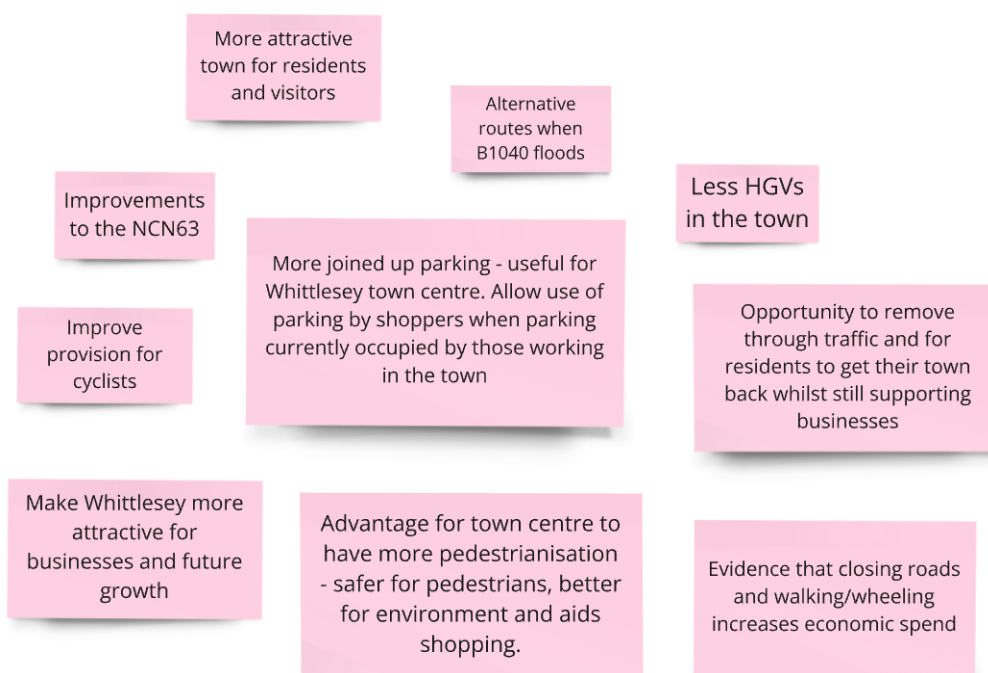 More attractive
town for residents
and visitors
Alternative
routes when
B1040 floods
Improvements
to the NCN63
Less HGVs
in the town
More joined up parking - useful for
Whittlesey town centre. Allow use of
parking by shoppers when parking
currently occupied by those working
in the town
Improve
provision for
cyclists
Opportunity to remove
through traffic and for
residents to get their town
back whilst still supporting
businesses
Make Whittlesey more
attractive for
businesses and future
growth
Advantage for town centre to
have more pedestrianisation
- safer for pedestrians, better
for environment and aids
shopping.
Evidence that closing roads
and walking/wheeling
increases economic spend